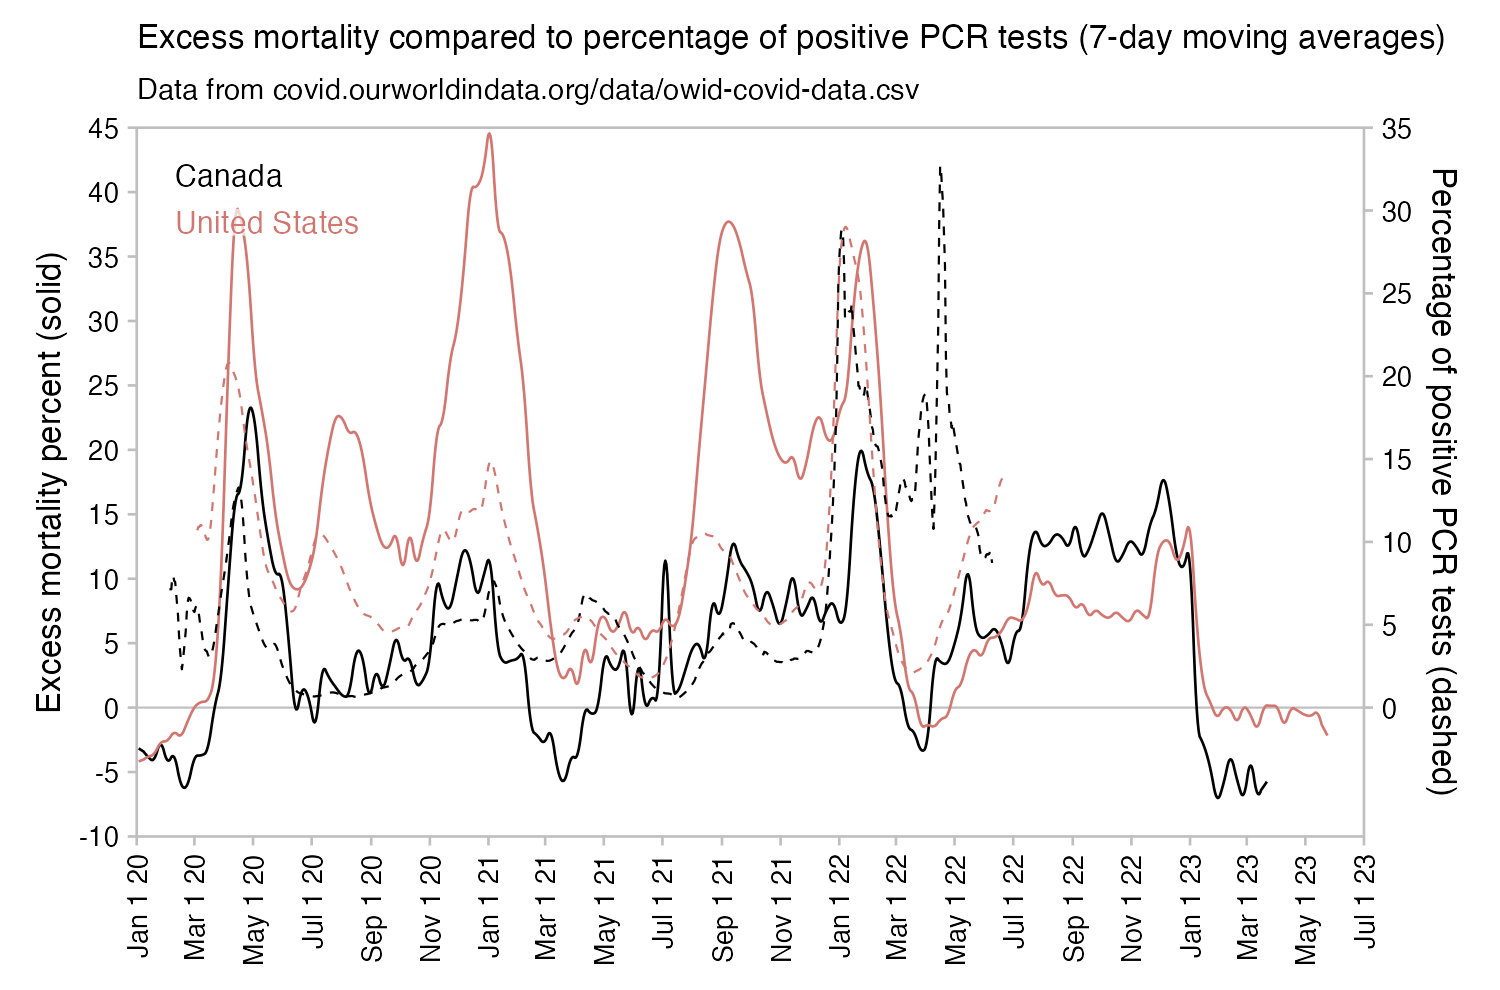 Excess mortality compared to percentage of positive PCR tests (7-day moving averages)
Data from covid.ourworldindata.org/data/owid-covid-data.csv
Canada
United States
Excess mortality percent (solid)
45
40
35
30
25
20
15
10
5
0
-5
-10
35
30
25
20
15
10
5
0
Percentage of positive PCR tests (dashed)
Jan 1 20
Mar 1 20
May 1 20
Jul 1 20
Sep 1 20
Nov 1 20
Jan 1 21
Mar 1 21
May 1 21
Jul 1 21
Sep 1 21
Nov 1 21
Jan 1 22
Mar 1 22
May 1 22
Jul 1 22
Sep 1 22
Nov 1 22
Jan 1 23
Mar 1 23
May 1 23
Jul 1 23